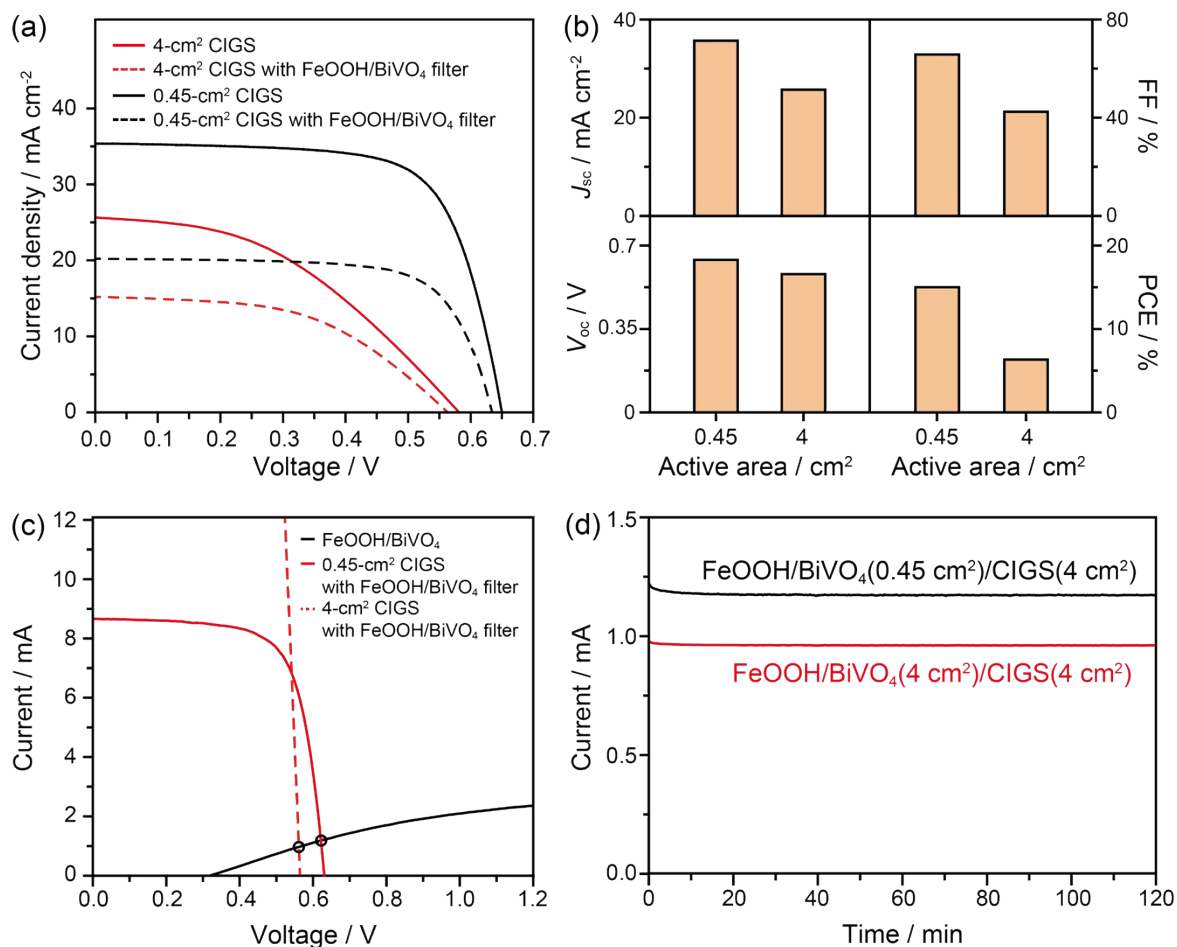 (a)
4-cm² CIGS
4-cm² CIGS with FeOOH/BiVO₄ filter
0.45-cm² CIGS
0.45-cm² CIGS with FeOOH/BiVO₄ filter
Current density / mA cm⁻²
40
30
20
10
0
0.0 0.1 0.2 0.3 0.4 0.5 0.6 0.7
Voltage / V
(b)
Jsc / mA cm⁻²
40
20
0
80
40
0
FF / %
Voc / V
0.7
0.35
0
20
10
0
PCE / %
0.45 4 0.45 4
Active area / cm² Active area / cm²
(c)
FeOOH/BiVO₄
0.45-cm² CIGS
with FeOOH/BiVO₄ filter
4-cm² CIGS
with FeOOH/BiVO₄ filter
Current / mA
12
10
8
6
4
2
0
0.0 0.2 0.4 0.6 0.8 1.0 1.2
Voltage / V
(d)
FeOOH/BiVO₄(0.45 cm²)/CIGS(4 cm²)
FeOOH/BiVO₄(4 cm²)/CIGS(4 cm²)
Current / mA
1.5
1.0
0.5
0.0
0 20 40 60 80 100 120
Time / min